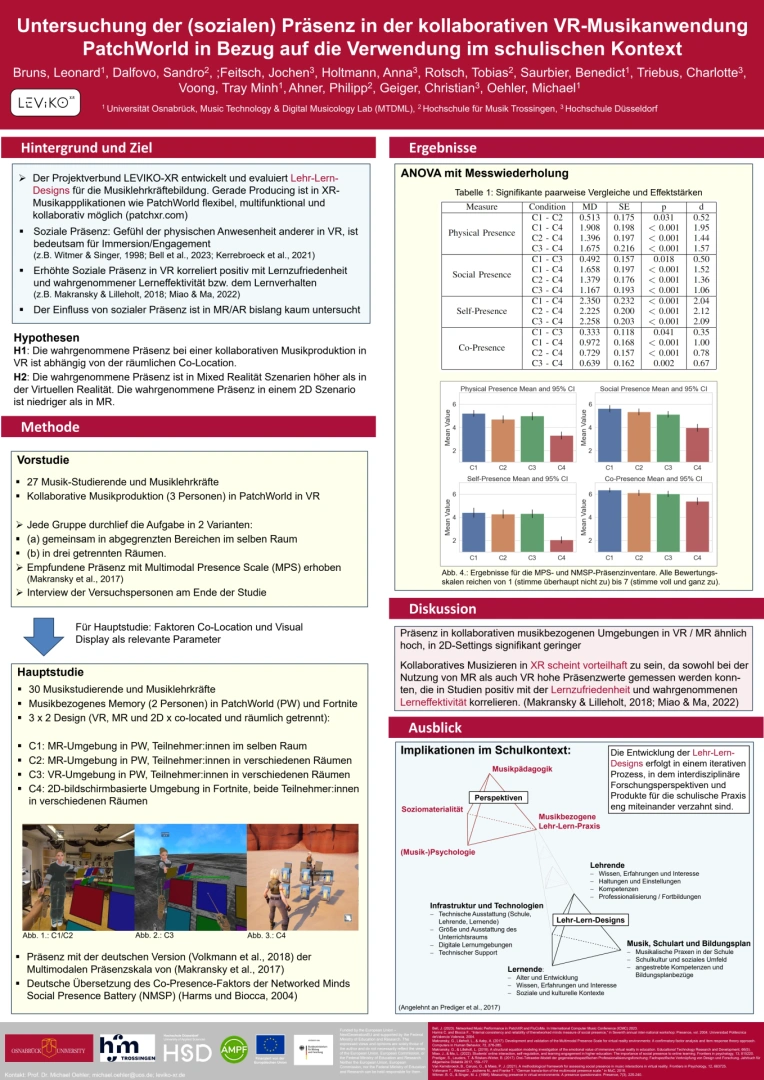 Untersuchung der (sozialen) Präsenz in der kollaborativen VR-Musikanwendung
PatchWorld in Bezug auf die Verwendung im schulischen Kontext
Bruns, Leonard¹, Dalfovo, Sandro², ;Feitsch, Jochen³, Holtmann, Anna³, Rotsch, Tobias², Saurbier, Benedict¹, Triebus, Charlotte³,
Voong, Tray Minh¹, Ahner, Philipp², Geiger, Christian³, Oehler, Michael¹
LEVIKO XR
¹ Universität Osnabrück, Music Technology & Digital Musicology Lab (MTDML), ² Hochschule für Musik Trossingen, ³ Hochschule Düsseldorf
Hintergrund und Ziel
➢ Der Projektverbund LEVIKO-XR entwickelt und evaluiert Lehr-Lern-
Designs für die Musiklehrkräftebildung. Gerade Producing ist in XR-
Musikappplikationen wie PatchWorld flexibel, multifunktional und
kollaborativ möglich (patchxr.com)
▪ Soziale Präsenz: Gefühl der physischen Anwesenheit anderer in VR, ist
bedeutsam für Immersion/Engagement
(z.B. Witmer & Singer, 1998; Bell et al., 2023; Kerrebroeck et al., 2021)
▪ Erhöhte Soziale Präsenz in VR korreliert positiv mit Lernzufriedenheit
und wahrgenommener Lerneffektivität bzw. dem Lernverhalten
(z.B. Makransky & Lilleholt, 2018; Miao & Ma, 2022)
▪ Der Einfluss von sozialer Präsenz ist in MR/AR bislang kaum untersucht
Hypothesen
H1: Die wahrgenommene Präsenz bei einer kollaborativen Musikproduktion in
VR ist abhängig von der räumlichen Co-Location.
H2: Die wahrgenommene Präsenz ist in Mixed Realität Szenarien höher als in
der Virtuellen Realität. Die wahrgenommene Präsenz in einem 2D Szenario
ist niedriger als in MR.
Methode
Vorstudie
▪ 27 Musik-Studierende und Musiklehrkräfte
▪ Kollaborative Musikproduktion (3 Personen) in PatchWorld in VR
➢ Jede Gruppe durchlief die Aufgabe in 2 Varianten:
▪ (a) gemeinsam in abgegrenzten Bereichen im selben Raum
▪ (b) in drei getrennten Räumen.
➢ Empfundene Präsenz mit Multimodal Presence Scale (MPS) erhoben
(Makransky et al., 2017)
➢ Interview der Versuchspersonen am Ende der Studie
Für Hauptstudie: Faktoren Co-Location und Visual
Display als relevante Parameter
Hauptstudie
▪ 30 Musikstudierende und Musiklehrkräfte
▪ Musikbezogenes Memory (2 Personen) in PatchWorld (PW) und Fortnite
▪ 3 x 2 Design (VR, MR und 2D x co-located und räumlich getrennt):
▪ C1: MR-Umgebung in PW, Teilnehmer:innen im selben Raum
▪ C2: MR-Umgebung in PW, Teilnehmer:innen in verschiedenen Räumen
▪ C3: VR-Umgebung in PW, Teilnehmer:innen in verschiedenen Räumen
▪ C4: 2D-bildschirmbasierte Umgebung in Fortnite, beide Teilnehmer:innen
in verschiedenen Räumen
Abb. 1.: C1/C2 Abb. 2.: C3 Abb. 3.: C4
▪ Präsenz mit der deutschen Version (Volkmann et al., 2018) der
Multimodalen Präsenzskala von (Makransky et al., 2017)
▪ Deutsche Übersetzung des Co-Presence-Faktors der Networked Minds
Social Presence Battery (NMSP) (Harms und Biocca, 2004)
Ergebnisse
ANOVA mit Messwiederholung
Tabelle 1: Signifikante paarweise Vergleiche und Effektstärken
Measure Condition MD SE p d
Physical Presence
C1 - C2 0.513 0.175 0.031 0.52
C1 - C4 1.908 0.198 < 0.001 1.95
C2 - C4 1.396 0.197 < 0.001 1.44
C3 - C4 1.675 0.216 < 0.001 1.57
Social Presence
C1 - C3 0.492 0.157 0.018 0.50
C1 - C4 1.658 0.197 < 0.001 1.52
C2 - C4 1.379 0.176 < 0.001 1.36
C3 - C4 1.167 0.193 < 0.001 1.06
Self-Presence
C1 - C4 2.350 0.232 < 0.001 2.04
C2 - C4 2.225 0.200 < 0.001 2.12
C3 - C4 2.258 0.203 < 0.001 2.09
Co-Presence
C1 - C3 0.333 0.118 0.041 0.35
C1 - C4 0.972 0.168 < 0.001 1.00
C2 - C4 0.729 0.157 < 0.001 0.78
C3 - C4 0.639 0.162 0.002 0.67
Physical Presence Mean and 95% CI
Mean Value
6
4
2
C1 C2 C3 C4
Social Presence Mean and 95% CI
Mean Value
6
4
2
C1 C2 C3 C4
Self-Presence Mean and 95% CI
Mean Value
6
4
2
C1 C2 C3 C4
Co-Presence Mean and 95% CI
Mean Value
6
4
2
C1 C2 C3 C4
Abb. 4.: Ergebnisse für die MPS- und NMSP-Präsenzinventare. Alle Bewertungs-
skalen reichen von 1 (stimme überhaupt nicht zu) bis 7 (stimme voll und ganz zu).
Diskussion
Präsenz in kollaborativen musikbezogenen Umgebungen in VR / MR ähnlich
hoch, in 2D-Settings signifikant geringer
Kollaboratives Musizieren in XR scheint vorteilhaft zu sein, da sowohl bei der
Nutzung von MR als auch VR hohe Präsenzwerte gemessen werden konn-
ten, die in Studien positiv mit der Lernzufriedenheit und wahrgenommenen
Lerneffektivität korrelieren. (Makransky & Lilleholt, 2018; Miao & Ma, 2022)
Ausblick
Implikationen im Schulkontext:
Die Entwicklung der Lehr-Lern-
Designs erfolgt in einem iterativen
Prozess, in dem interdisziplinäre
Forschungsperspektiven und
Produkte für die schulische Praxis
eng miteinander verzahnt sind.
Musikpädagogik
Perspektiven
Soziomaterialität
Musikbezogene
Lehr-Lern-Praxis
(Musik-)Psychologie
Lehrende
– Wissen, Erfahrungen und Interesse
– Haltungen und Einstellungen
– Kompetenzen
– Professionalisierung / Fortbildungen
Infrastruktur und Technologien
– Technische Ausstattung (Schule,
Lehrende, Lernende)
– Größe und Ausstattung des
Unterrichtsraums
– Digitale Lernumgebungen
– Technischer Support
Lehr-Lern-Designs
Musik, Schulart und Bildungsplan
– Musikalische Praxen in der Schule
– Schulkultur und soziales Umfeld
– angestrebte Kompetenzen und
Bildungsplanbezüge
Lernende:
– Alter und Entwicklung
– Wissen, Erfahrungen und Interesse
– Soziale und kulturelle Kontexte
(Angelehnt an Prediger et al., 2017)
UNIVERSITÄT
OSNABRÜCK
hfm
TROSSINGEN
HSD
AMPF
Kontakt: Prof. Dr. Michael Oehler; michael.oehler@uos.de; leviko-xr.de